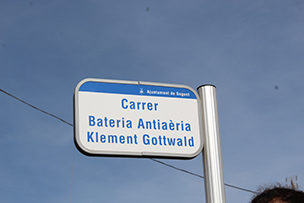 Ajuntament de Sagunt
Carrer
Bateria Antiaèria
Klement Gottwald